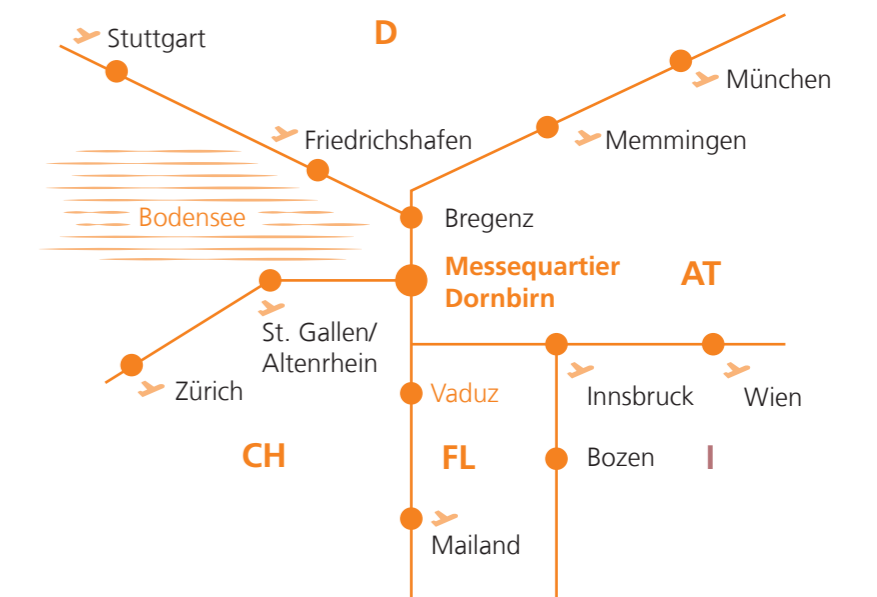 D
Stuttgart
München
Friedrichshafen
Memmingen
Bodensee
Bregenz
Messequartier
Dornbirn
AT
St. Gallen/
Altenrhein
Zürich
Vaduz
Innsbruck
Wien
CH
FL
Bozen
I
Mailand